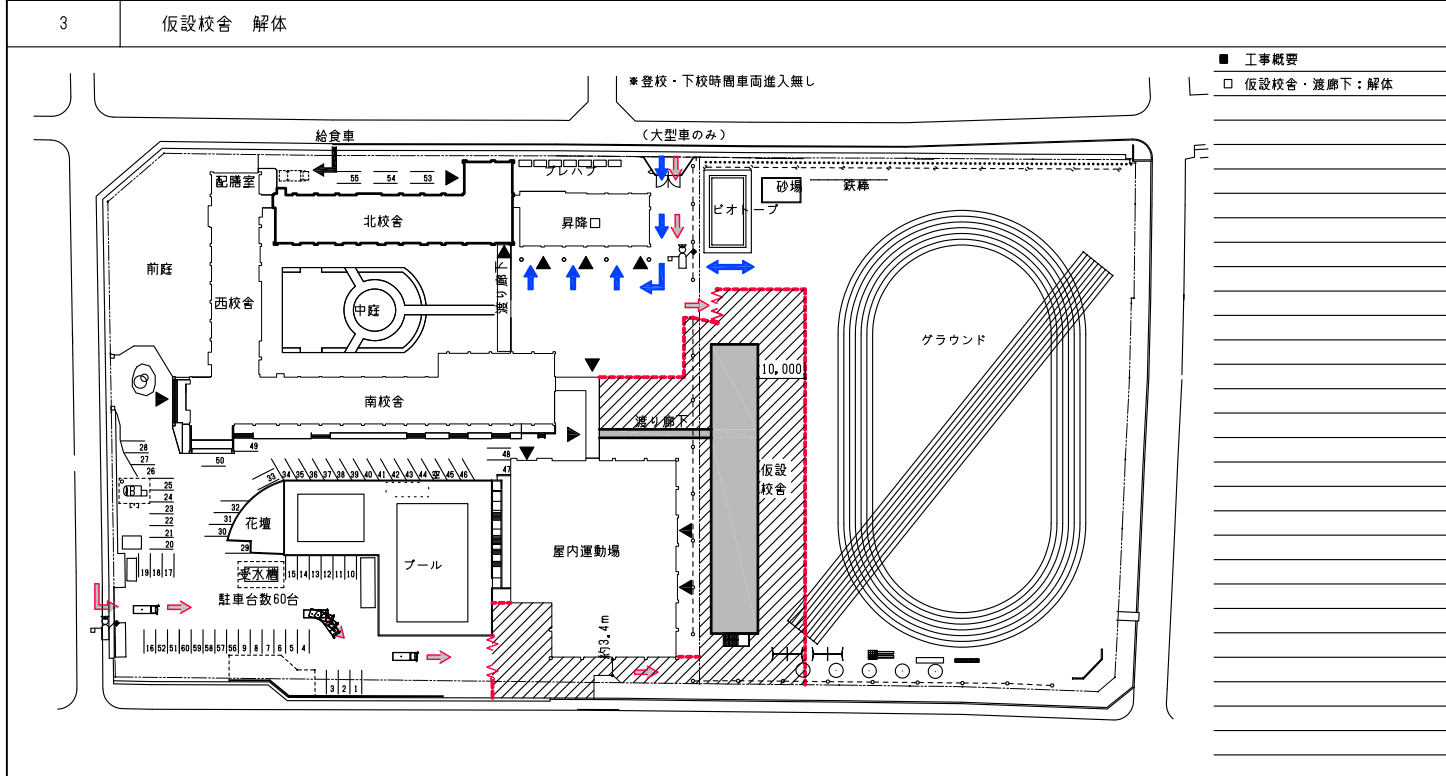 3 仮設校舎 解体
■ 工事概要
□ 仮設校舎・渡廊下：解体
※登校・下校時間車両進入無し
給食車
（大型車のみ）
配膳室
55 54 53
プレハブ
砂場
鉄棒
ビオトープ
北校舎
昇降口
前庭
渡り廊下
西校舎
中庭
グラウンド
10,000
南校舎
渡り廊下
28
27
26
49
50
48
47
33 34 35 36 37 38 39 40 41 42 43 44 空 45 46
仮設
校舎
25
24
23
22
21
20
32
31
30
29
花壇
プール
屋内運動場
19 18 17
受水槽
15 14 13 12 11 10
駐車台数60台
約3.4m
16 52 51 60 59 58 57 56 9 8 7 6 5 4
3 2 1